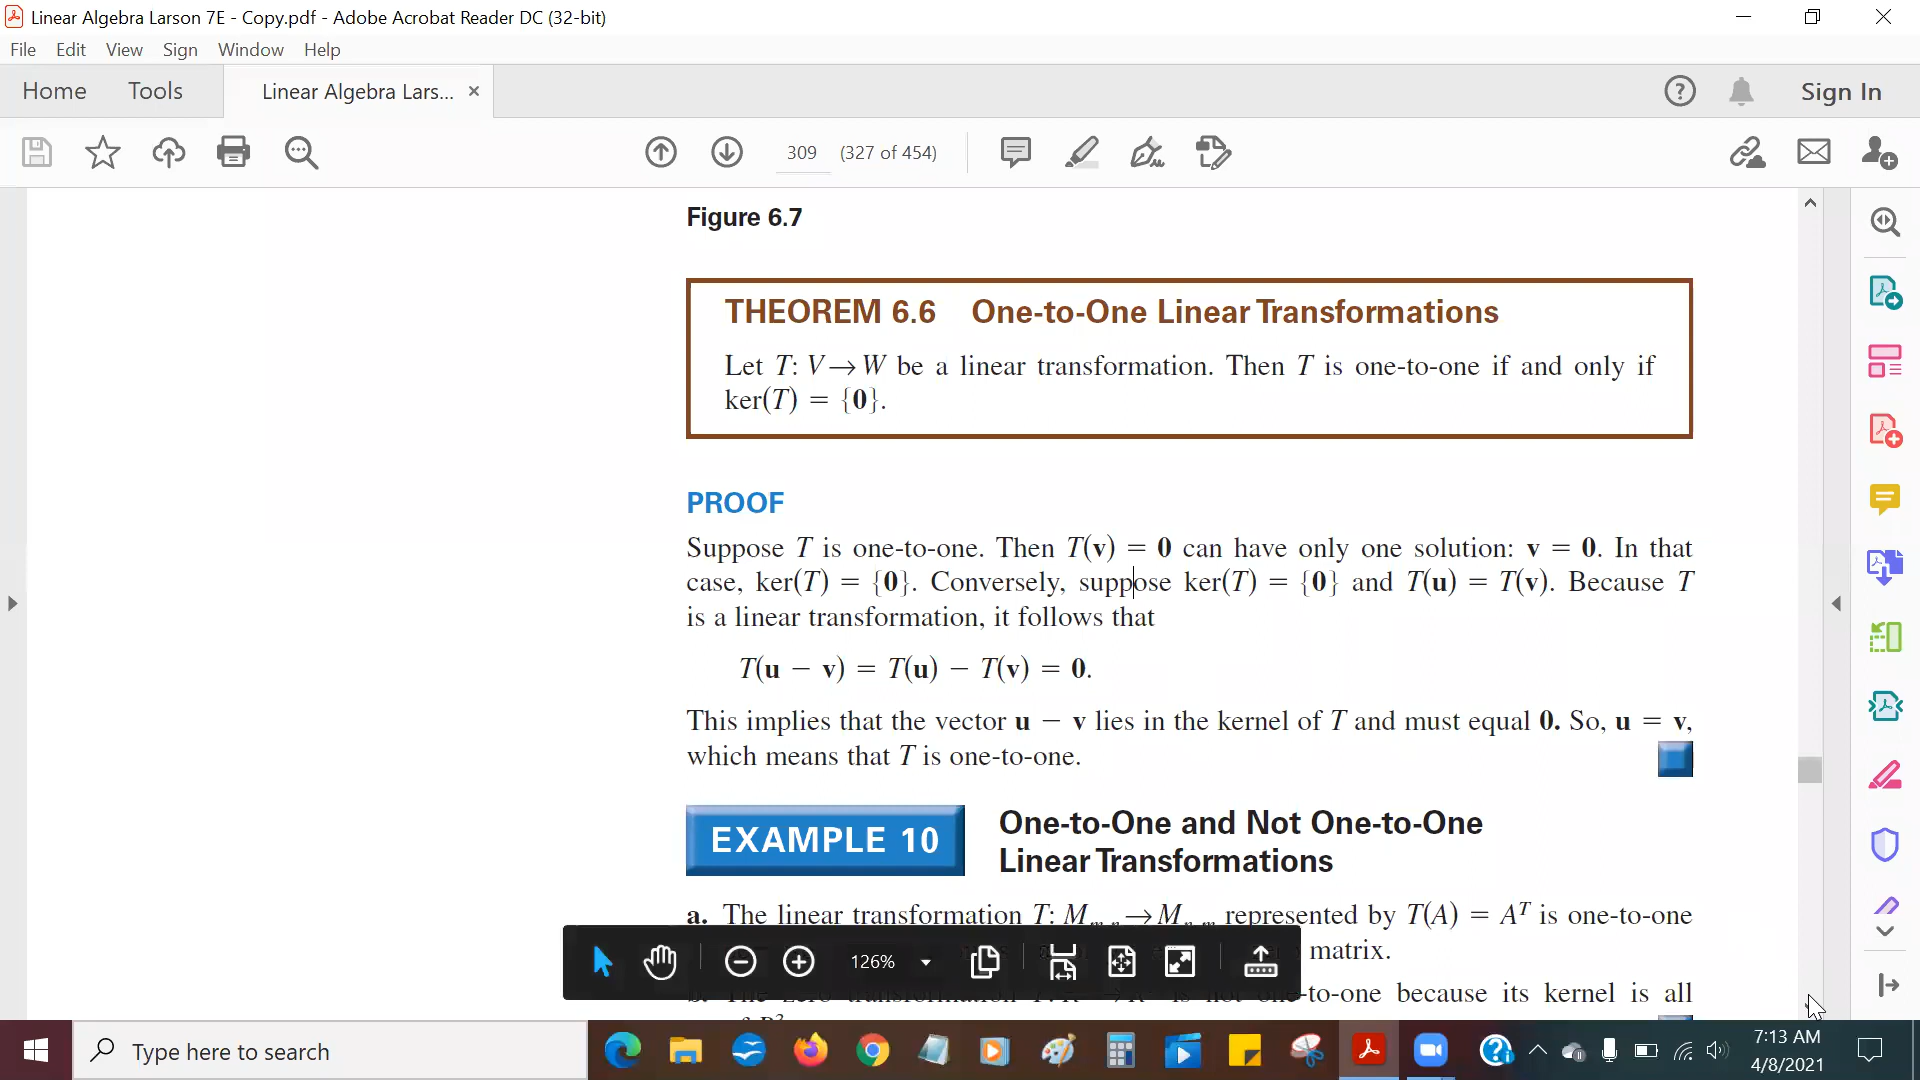 Linear Algebra Larson 7E - Copy.pdf - Adobe Acrobat Reader DC (32-bit)
File Edit View Sign Window Help
Home Tools Linear Algebra Lars... × Sign In
309 (327 of 454)
Figure 6.7
THEOREM 6.6 One-to-One Linear Transformations
Let T: V→W be a linear transformation. Then T is one-to-one if and only if
ker(T) = {0}.
PROOF
Suppose T is one-to-one. Then T(v) = 0 can have only one solution: v = 0. In that
case, ker(T) = {0}. Conversely, suppose ker(T) = {0} and T(u) = T(v). Because T
is a linear transformation, it follows that
T(u − v) = T(u) − T(v) = 0.
This implies that the vector u − v lies in the kernel of T and must equal 0. So, u = v,
which means that T is one-to-one.
EXAMPLE 10 One-to-One and Not One-to-One
Linear Transformations
a. The linear transformation T: M → M represented by T(A) = Aᵀ is one-to-one
matrix.
126%
one-to-one because its kernel is all
Type here to search
7:13 AM
4/8/2021